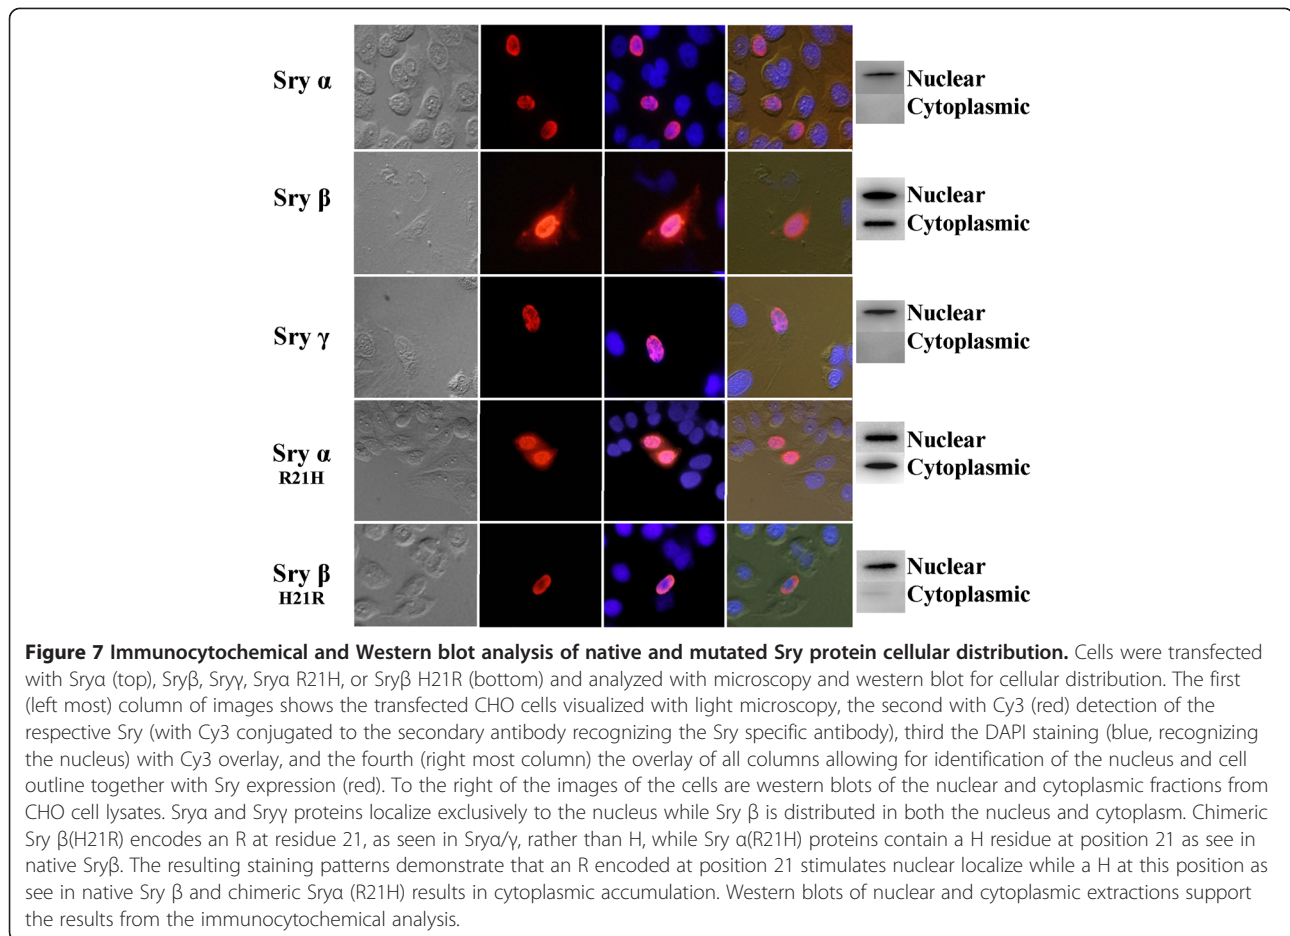 Sry α
Nuclear
Cytoplasmic
Sry β
Nuclear
Cytoplasmic
Sry γ
Nuclear
Cytoplasmic
Sry α
R21H
Nuclear
Cytoplasmic
Sry β
H21R
Nuclear
Cytoplasmic
Figure 7 Immunocytochemical and Western blot analysis of native and mutated Sry protein cellular distribution. Cells were transfected
with Sryα (top), Sryβ, Sryγ, Sryα R21H, or Sryβ H21R (bottom) and analyzed with microscopy and western blot for cellular distribution. The first
(left most) column of images shows the transfected CHO cells visualized with light microscopy, the second with Cy3 (red) detection of the
respective Sry (with Cy3 conjugated to the secondary antibody recognizing the Sry specific antibody), third the DAPI staining (blue, recognizing
the nucleus) with Cy3 overlay, and the fourth (right most column) the overlay of all columns allowing for identification of the nucleus and cell
outline together with Sry expression (red). To the right of the images of the cells are western blots of the nuclear and cytoplasmic fractions from
CHO cell lysates. Sryα and Sryγ proteins localize exclusively to the nucleus while Sry β is distributed in both the nucleus and cytoplasm. Chimeric
Sry β(H21R) encodes an R at residue 21, as seen in Sryα/γ, rather than H, while Sry α(R21H) proteins contain a H residue at position 21 as see in
native Sryβ. The resulting staining patterns demonstrate that an R encoded at position 21 stimulates nuclear localize while a H at this position as
see in native Sry β and chimeric Sryα (R21H) results in cytoplasmic accumulation. Western blots of nuclear and cytoplasmic extractions support
the results from the immunocytochemical analysis.